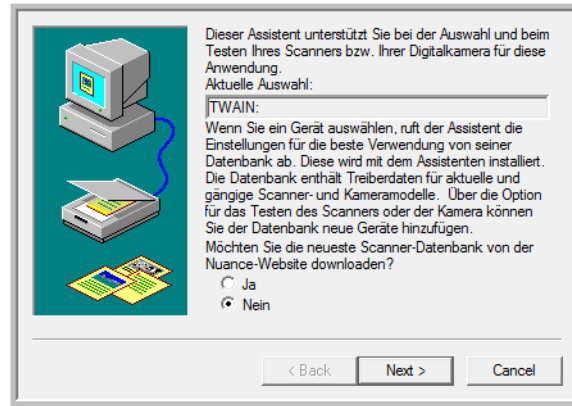 Dieser Assistent unterstützt Sie bei der Auswahl und beim
Testen Ihres Scanners bzw. Ihrer Digitalkamera für diese
Anwendung.
Aktuelle Auswahl:
TWAIN:
Wenn Sie ein Gerät auswählen, ruft der Assistent die
Einstellungen für die beste Verwendung von seiner
Datenbank ab. Diese wird mit dem Assistenten installiert.
Die Datenbank enthält Treiberdaten für aktuelle und
gängige Scanner- und Kameramodelle. Über die Option
für das Testen des Scanners oder der Kamera können
Sie der Datenbank neue Geräte hinzufügen.
Möchten Sie die neueste Scanner-Datenbank von der
Nuance-Website downloaden?
Ja
Nein
< Back Next > Cancel